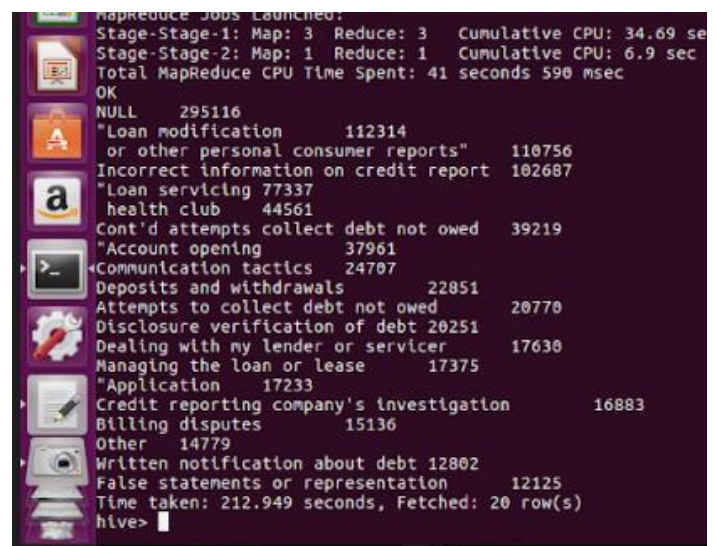 MapReduce Jobs Launched:
Stage-Stage-1: Map: 3  Reduce: 3   Cumulative CPU: 34.69 se
Stage-Stage-2: Map: 1  Reduce: 1   Cumulative CPU: 6.9 sec
Total MapReduce CPU Time Spent: 41 seconds 590 msec
OK
NULL    295116
"Loan modification      112314
 or other personal consumer reports"    110756
Incorrect information on credit report  102687
"Loan servicing 77337
 health club    44561
Cont'd attempts collect debt not owed   39219
"Account opening        37961
Communication tactics   24707
Deposits and withdrawals        22851
Attempts to collect debt not owed       20770
Disclosure verification of debt 20251
Dealing with my lender or servicer      17630
Managing the loan or lease      17375
"Application    17233
Credit reporting company's investigation        16883
Billing disputes        15136
Other   14779
Written notification about debt 12802
False statements or representation      12125
Time taken: 212.949 seconds, Fetched: 20 row(s)
hive>